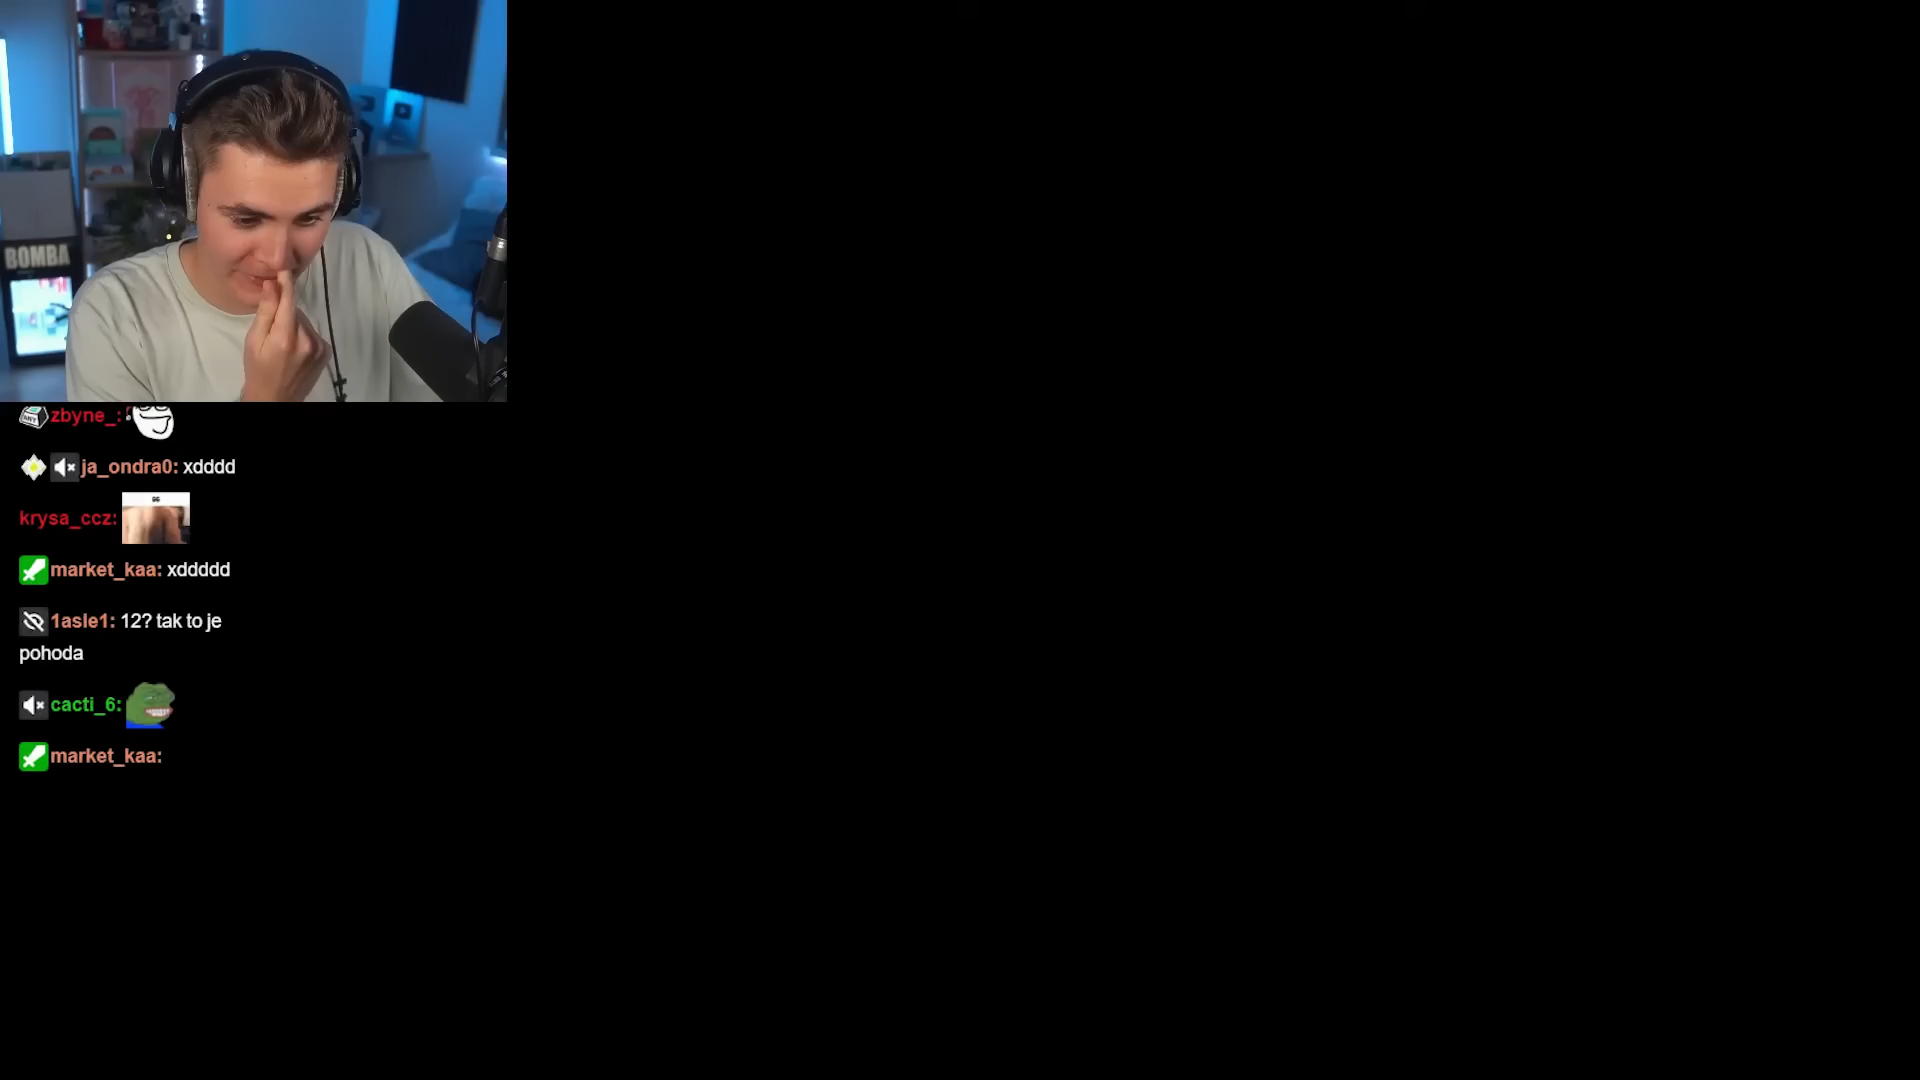 BOMBA
zbyne_:
ja_ondra0: xdddd
krysa_ccz:
market_kaa: xddddd
1asle1: 12? tak to je
pohoda
cacti_6:
market_kaa: